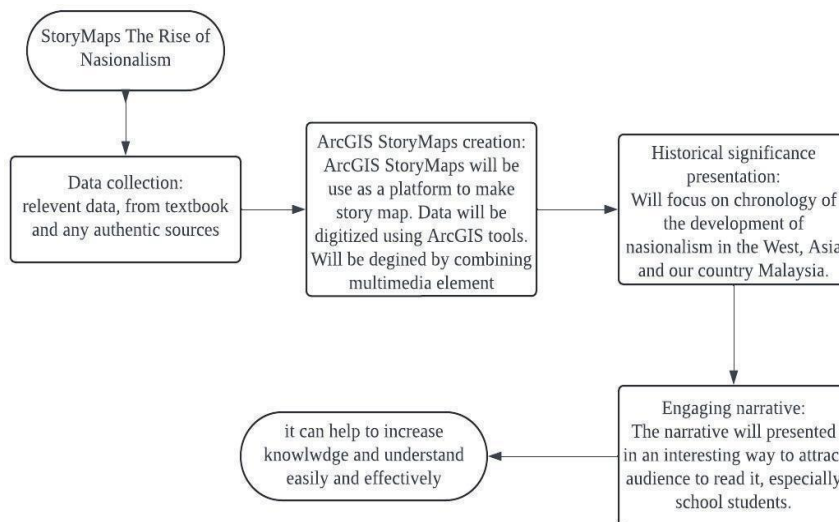 StoryMaps The Rise of
Nasionalism
Data collection:
relevent data, from textbook
and any authentic sources
ArcGIS StoryMaps creation:
ArcGIS StoryMaps will be
use as a platform to make
story map. Data will be
digitized using ArcGIS tools.
Will be degined by combining
multimedia element
Historical significance
presentation:
Will focus on chronology of
the development of
nasionalism in the West, Asia
and our country Malaysia.
Engaging narrative:
The narrative will presented
in an interesting way to attract
audience to read it, especially
school students.
it can help to increase
knowlwdge and understand
easily and effectively